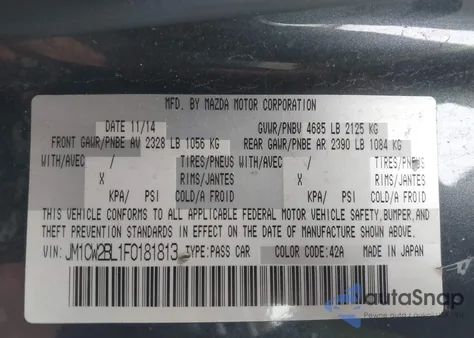 MFD. BY MAZDA MOTOR CORPORATION
DATE 11/14 GVWR/PNBV 4685 LB 2125 KG
FRONT GAWR/PNBE AV 2328 LB 1056 KG REAR GAWR/PNBE AR 2390 LB 1084 KG
WITH/AVEC / TIRES/PNEUS WITH/AVEC / TIRES/PNEUS
X RIMS/JANTES X RIMS/JANTES
KPA/ PSI COLD/A FROID KPA/ PSI COLD/A FROID
THIS VEHICLE CONFORMS TO ALL APPLICABLE FEDERAL MOTOR VEHICLE SAFETY,BUMPER,AND
THEFT PREVENTION STANDARDS IN EFFECT ON THE DATE OF MANUFACTURE SHOWN ABOVE.
VIN: JM1CW2BL1F0181813 TYPE: PASS CAR COLOR CODE: 42A MADE IN JAPAN
autaSnap
Pewne auto z USA